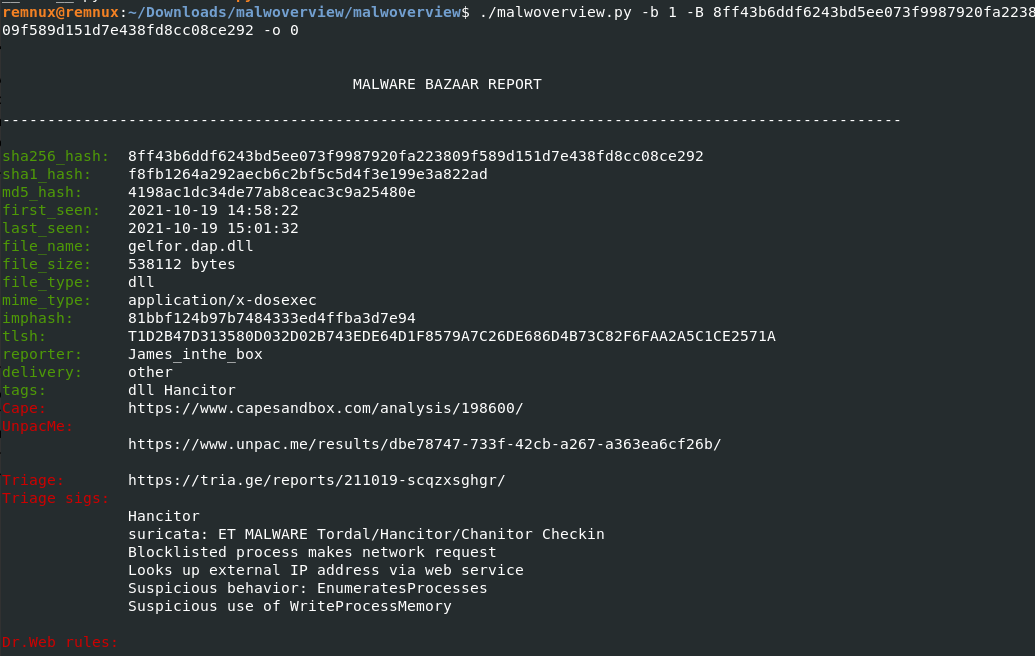 remnux@remnux:~/Downloads/malwoverview/malwoverview$ ./malwoverview.py -b 1 -B 8ff43b6ddf6243bd5ee073f9987920fa2238
09f589d151d7e438fd8cc08ce292 -o 0
MALWARE BAZAAR REPORT
----------------------------------------------------------------------------------------------------
sha256_hash: 8ff43b6ddf6243bd5ee073f9987920fa223809f589d151d7e438fd8cc08ce292
sha1_hash: f8fb1264a292aecb6c2bf5c5d4f3e199e3a822ad
md5_hash: 4198ac1dc34de77ab8ceac3c9a25480e
first_seen: 2021-10-19 14:58:22
last_seen: 2021-10-19 15:01:32
file_name: gelfor.dap.dll
file_size: 538112 bytes
file_type: dll
mime_type: application/x-dosexec
imphash: 81bbf124b97b7484333ed4ffba3d7e94
tlsh: T1D2B47D313580D032D02B743EDE64D1F8579A7C26DE686D4B73C82F6FAA2A5C1CE2571A
reporter: James_inthe_box
delivery: other
tags: dll Hancitor
Cape: https://www.capesandbox.com/analysis/198600/
UnpacMe:
https://www.unpac.me/results/dbe78747-733f-42cb-a267-a363ea6cf26b/
Triage: https://tria.ge/reports/211019-scqzxsghgr/
Triage sigs:
Hancitor
suricata: ET MALWARE Tordal/Hancitor/Chanitor Checkin
Blocklisted process makes network request
Looks up external IP address via web service
Suspicious behavior: EnumeratesProcesses
Suspicious use of WriteProcessMemory
Dr.Web rules: